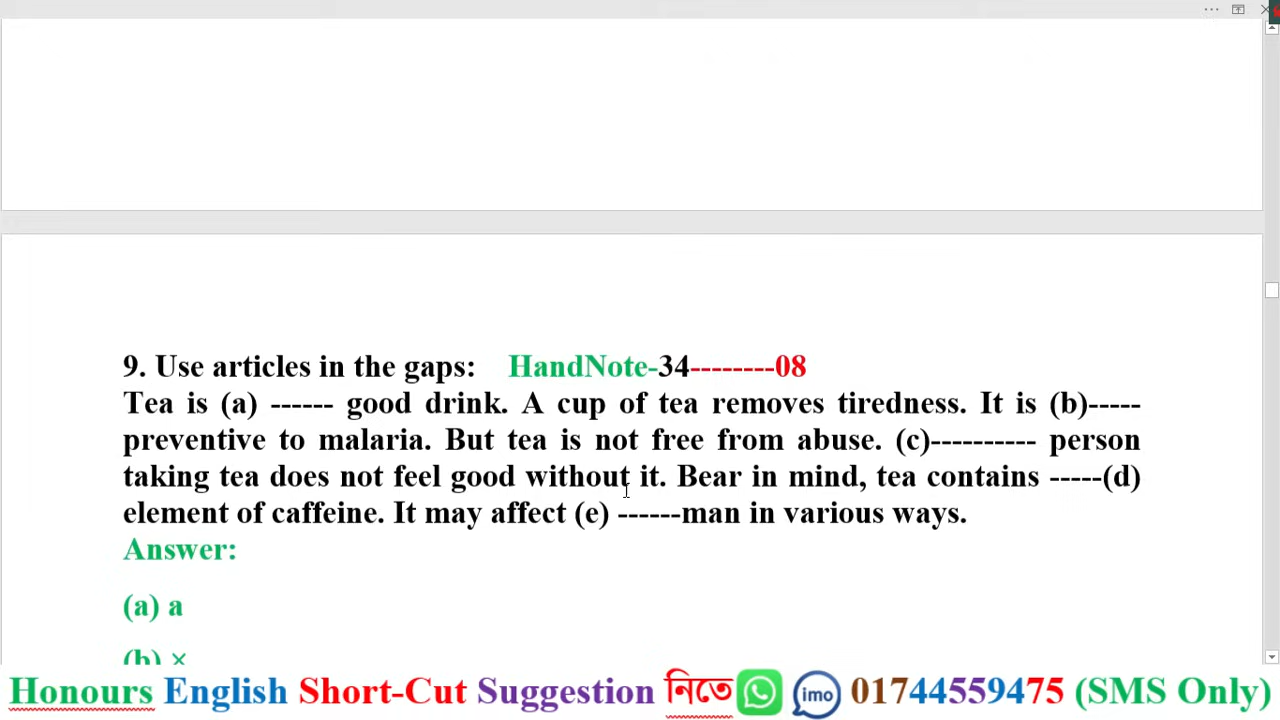 9. Use articles in the gaps: HandNote-34--------08
Tea is (a) ------ good drink. A cup of tea removes tiredness. It is (b)-----
preventive to malaria. But tea is not free from abuse. (c)---------- person
taking tea does not feel good without it. Bear in mind, tea contains -----(d)
element of caffeine. It may affect (e) ------man in various ways.
Answer:
(a) a
(b) ×
Honours English Short-Cut Suggestion নিতে imo 01744559475 (SMS Only)